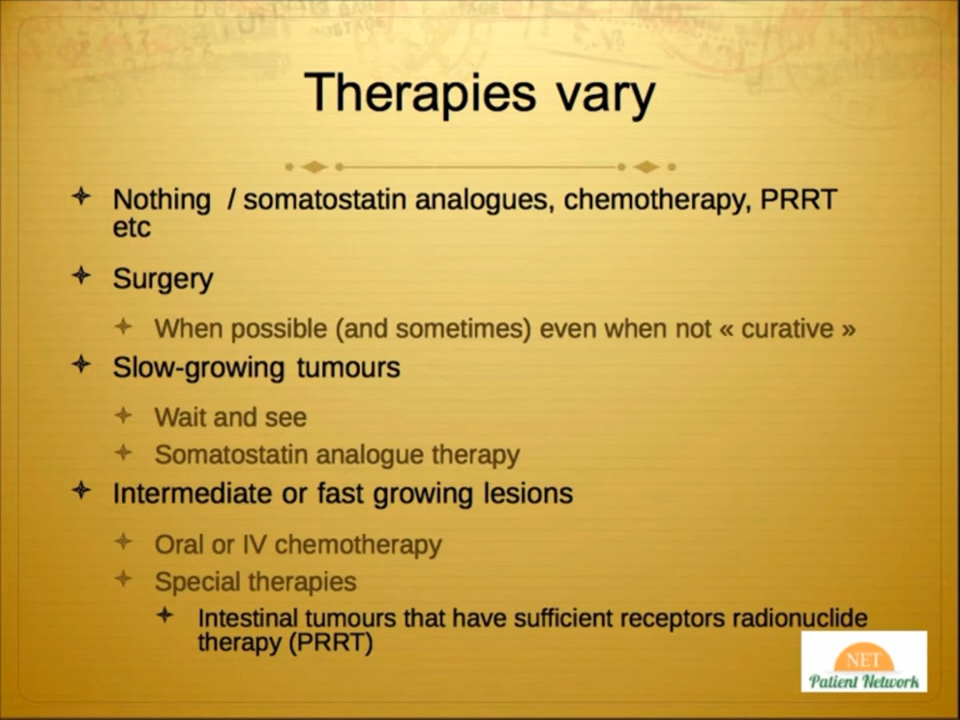 Therapies vary
Nothing / somatostatin analogues, chemotherapy, PRRT
etc
Surgery
When possible (and sometimes) even when not « curative »
Slow-growing tumours
Wait and see
Somatostatin analogue therapy
Intermediate or fast growing lesions
Oral or IV chemotherapy
Special therapies
Intestinal tumours that have sufficient receptors radionuclide
therapy (PRRT)
NET
Patient Network